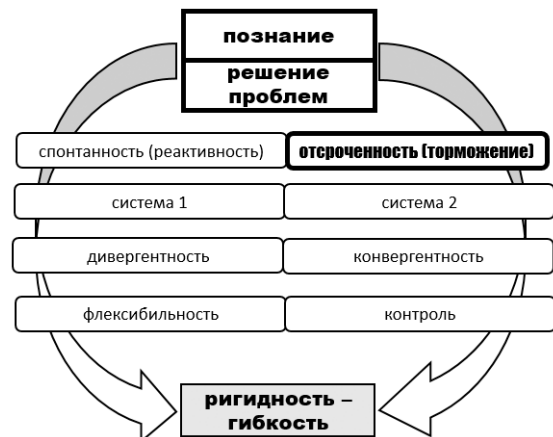 познание
решение
проблем
спонтанность (реактивность)
отсроченность (торможение)
система 1
система 2
дивергентность
конвергентность
флексибильность
контроль
ригидность –
гибкость